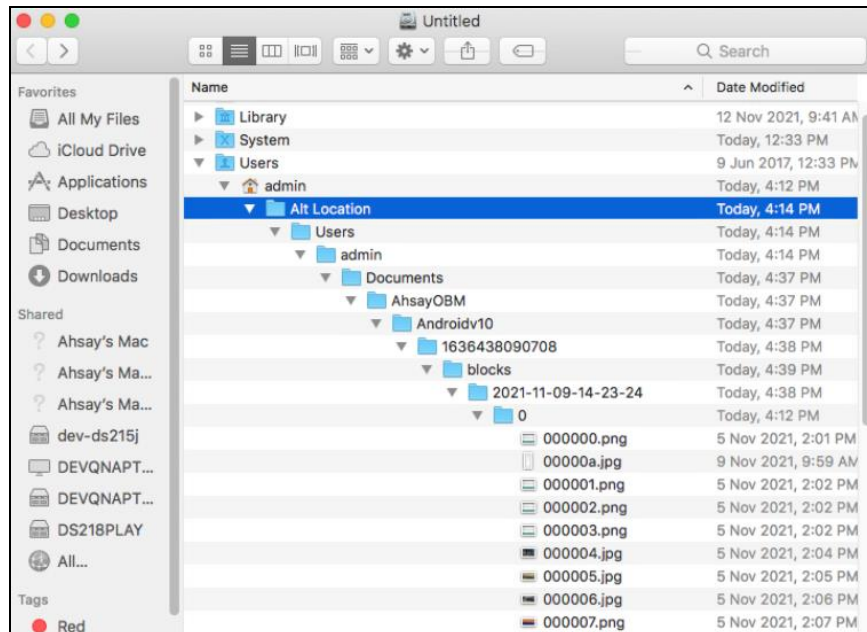 Untitled
Search
Favorites
All My Files
iCloud Drive
Applications
Desktop
Documents
Downloads
Shared
Ahsay's Mac
Ahsay's Ma...
Ahsay's Ma...
dev-ds215j
DEVQNAPT...
DEVQNAPT...
DS218PLAY
All...
Tags
Red
Name Date Modified
Library 12 Nov 2021, 9:41 AM
System Today, 12:33 PM
Users 9 Jun 2017, 12:33 PM
admin Today, 4:12 PM
Alt Location Today, 4:14 PM
Users Today, 4:14 PM
admin Today, 4:14 PM
Documents Today, 4:37 PM
AhsayOBM Today, 4:37 PM
Androidv10 Today, 4:37 PM
1636438090708 Today, 4:38 PM
blocks Today, 4:39 PM
2021-11-09-14-23-24 Today, 4:38 PM
0 Today, 4:12 PM
000000.png 5 Nov 2021, 2:01 PM
00000a.jpg 9 Nov 2021, 9:59 AM
000001.png 5 Nov 2021, 2:02 PM
000002.png 5 Nov 2021, 2:02 PM
000003.png 5 Nov 2021, 2:02 PM
000004.jpg 5 Nov 2021, 2:04 PM
000005.jpg 5 Nov 2021, 2:05 PM
000006.jpg 5 Nov 2021, 2:06 PM
000007.png 5 Nov 2021, 2:07 PM